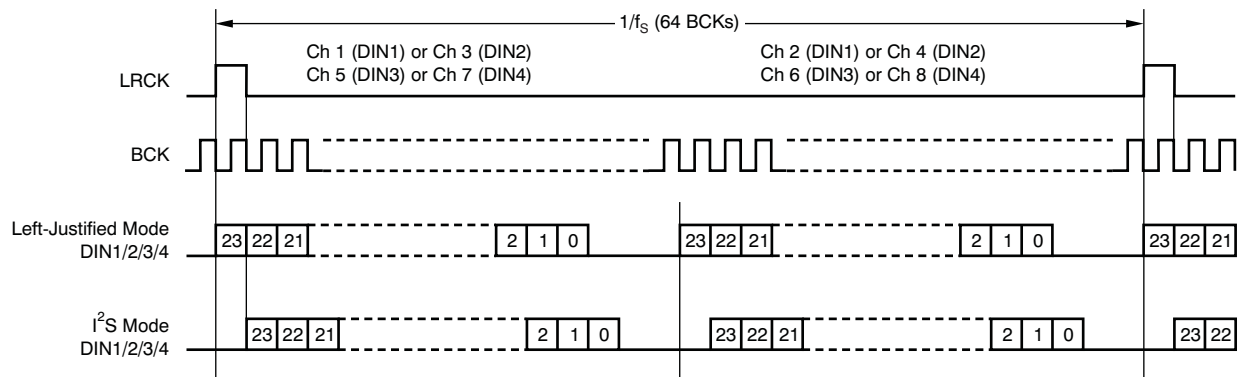 1/fS (64 BCKs)
Ch 1 (DIN1) or Ch 3 (DIN2)
Ch 5 (DIN3) or Ch 7 (DIN4)
Ch 2 (DIN1) or Ch 4 (DIN2)
Ch 6 (DIN3) or Ch 8 (DIN4)
LRCK
BCK
Left-Justified Mode
DIN1/2/3/4
23 22 21 2 1 0 23 22 21 2 1 0 23 22 21
I²S Mode
DIN1/2/3/4
23 22 21 2 1 0 23 22 21 2 1 0 23 22